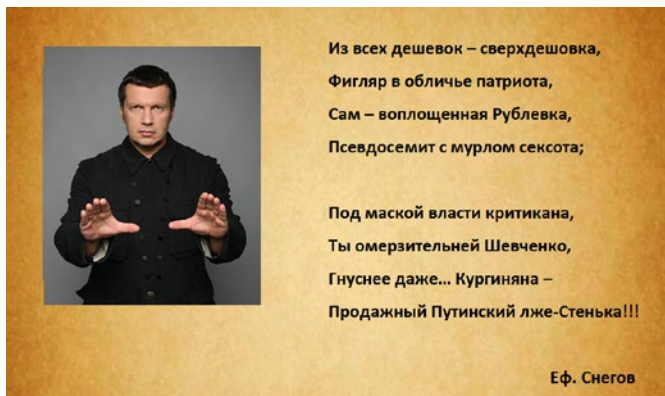 Из всех дешевок – сверхдешовка,
Фигляр в обличье патриота,
Сам – воплощенная Рублевка,
Псевдосемит с мурлом сексота;
Под маской власти критикана,
Ты омерзительней Шевченко,
Гнуснее даже... Кургиняна –
Продажный Путинский лже-Стенька!!!
Еф. Снегов